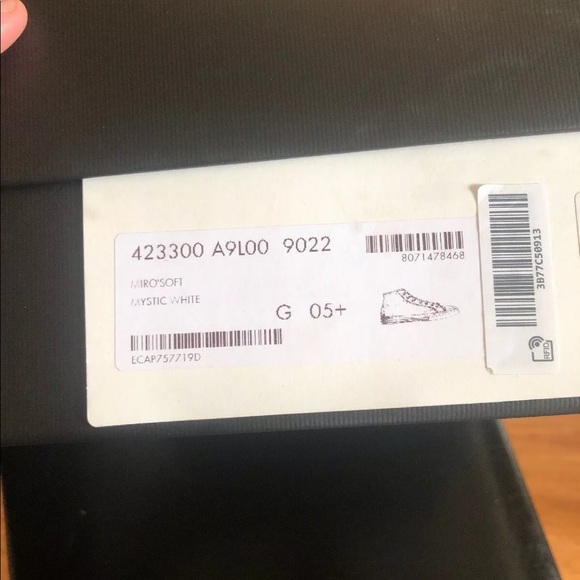 423300 A9L00 9022
8071478468
MIRO'SOFT
MYSTIC WHITE
G 05+
ECAP757719D
3B77C50913
RFID